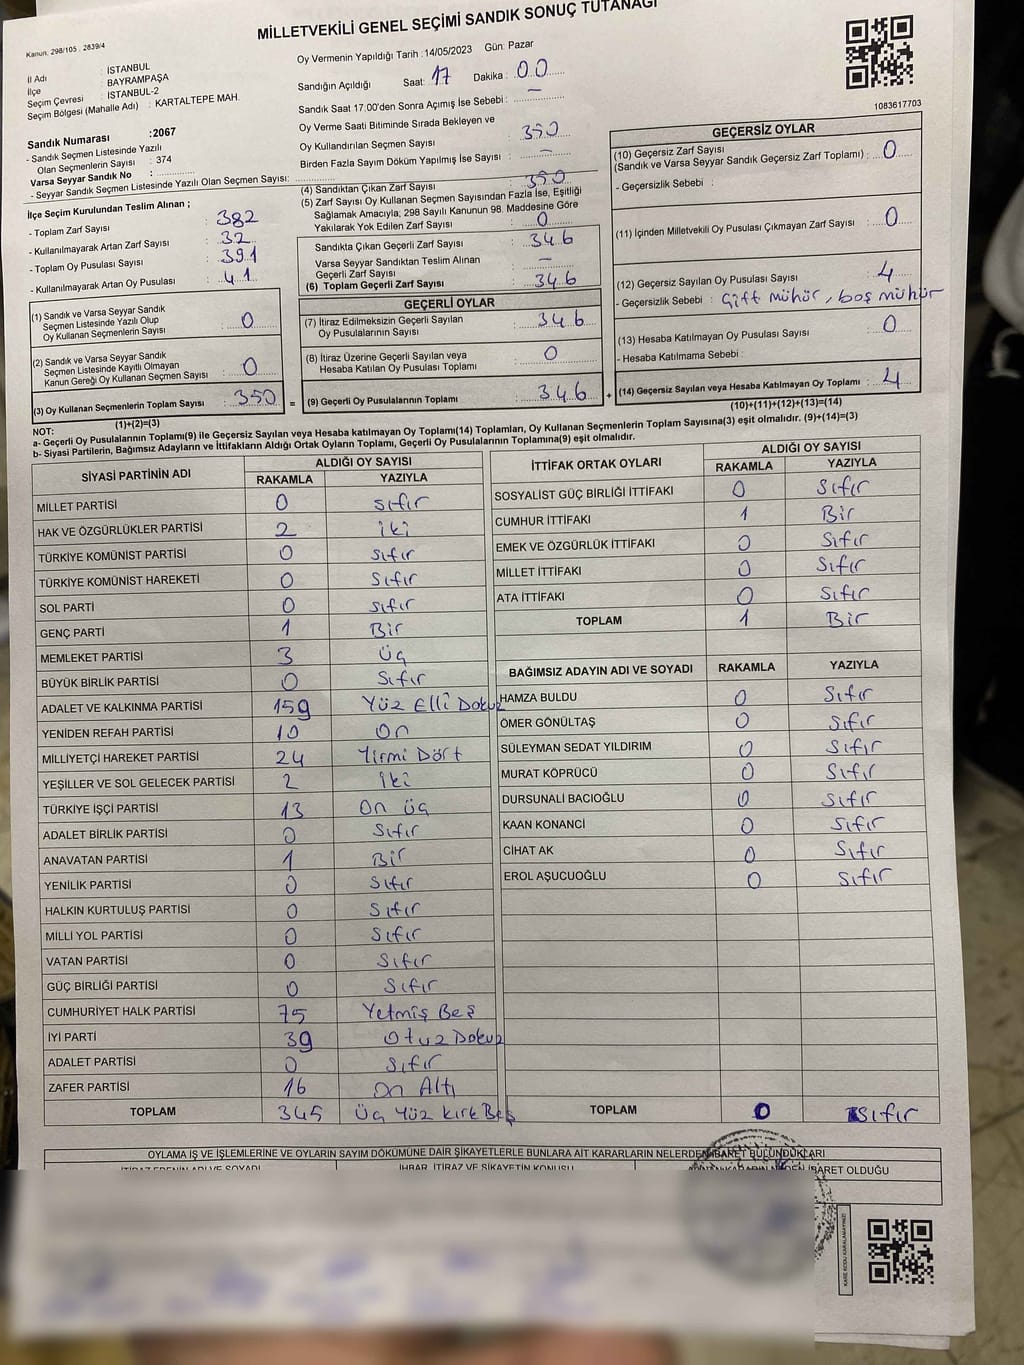 MİLLETVEKİLİ GENEL SEÇİMİ SANDIK SONUÇ TUTANAĞI
Kanun. 298/105 . 2839/4
İl Adı : İSTANBUL
İlçe : BAYRAMPAŞA
Seçim Çevresi : İSTANBUL-2
Seçim Bölgesi (Mahalle Adı) : KARTALTEPE MAH.
Sandık Numarası :2067
- Sandık Seçmen Listesinde Yazılı
Olan Seçmenlerin Sayısı : 374
Varsa Seyyar Sandık No :
- Seyyar Sandık Seçmen Listesinde Yazılı Olan Seçmen Sayısı:
Oy Vermenin Yapıldığı Tarih :14/05/2023 Gün: Pazar
Sandığın Açıldığı Saat: 17 Dakika : 00
Sandık Saat 17.00'den Sonra Açımış İse Sebebi : —
Oy Verme Saati Bitiminde Sırada Bekleyen ve
Oy Kullandırılan Seçmen Sayısı : 350
Birden Fazla Sayım Döküm Yapılmış İse Sayısı : —
1083617703
İlçe Seçim Kurulundan Teslim Alınan ;
- Toplam Zarf Sayısı : 382
- Kullanılmayarak Artan Zarf Sayısı : 32
- Toplam Oy Pusulası Sayısı : 391
- Kullanılmayarak Artan Oy Pusulası : 41
(1) Sandık ve Varsa Seyyar Sandık
Seçmen Listesinde Yazılı Olup
Oy Kullanan Seçmenlerin Sayısı : 0
(2) Sandık ve Varsa Seyyar Sandık
Seçmen Listesinde Kayıtlı Olmayan
Kanun Gereği Oy Kullanan Seçmen Sayısı : 0
(3) Oy Kullanan Seçmenlerin Toplam Sayısı : 350
(1)+(2)=(3)
(4) Sandıktan Çıkan Zarf Sayısı : 350
(5) Zarf Sayısı Oy Kullanan Seçmen Sayısından Fazla İse, Eşitliği
Sağlamak Amacıyla; 298 Sayılı Kanunun 98. Maddesine Göre
Yakılarak Yok Edilen Zarf Sayısı : 0
Sandıkta Çıkan Geçerli Zarf Sayısı : 346
Varsa Seyyar Sandıktan Teslim Alınan
Geçerli Zarf Sayısı : —
(6) Toplam Geçerli Zarf Sayısı : 346
GEÇERLİ OYLAR
(7) İtiraz Edilmeksizin Geçerli Sayılan
Oy Pusulalarının Sayısı : 346
(8) İtiraz Üzerine Geçerli Sayılan veya
Hesaba Katılan Oy Pusulası Toplamı : 0
= (9) Geçerli Oy Pusulalarının Toplamı : 346 +
GEÇERSİZ OYLAR
(10) Geçersiz Zarf Sayısı
(Sandık ve Varsa Seyyar Sandık Geçersiz Zarf Toplamı) : 0
- Geçersizlik Sebebi :
(11) İçinden Milletvekili Oy Pusulası Çıkmayan Zarf Sayısı : 0
(12) Geçersiz Sayılan Oy Pusulası Sayısı : 4
- Geçersizlik Sebebi : Çift mühür, boş mühür
(13) Hesaba Katılmayan Oy Pusulası Sayısı : 0
- Hesaba Katılmama Sebebi :
(14) Geçersiz Sayılan veya Hesaba Katılmayan Oy Toplamı : 4
(10)+(11)+(12)+(13)=(14)
NOT:
a- Geçerli Oy Pusulalarının Toplamı(9) ile Geçersiz Sayılan veya Hesaba katılmayan Oy Toplamı(14) Toplamları, Oy Kullanan Seçmenlerin Toplam Sayısına(3) eşit olmalıdır. (9)+(14)=(3)
b- Siyasi Partilerin, Bağımsız Adayların ve İttifakların Aldığı Ortak Oyların Toplamı, Geçerli Oy Pusulalarının Toplamına(9) eşit olmalıdır.
SİYASİ PARTİNİN ADI ALDIĞI OY SAYISI
RAKAMLA YAZIYLA
MİLLET PARTİSİ 0 Sıfır
HAK VE ÖZGÜRLÜKLER PARTİSİ 2 iki
TÜRKİYE KOMÜNİST PARTİSİ 0 Sıfır
TÜRKİYE KOMÜNİST HAREKETİ 0 Sıfır
SOL PARTİ 0 Sıfır
GENÇ PARTİ 1 Bir
MEMLEKET PARTİSİ 3 Üç
BÜYÜK BİRLİK PARTİSİ 0 Sıfır
ADALET VE KALKINMA PARTİSİ 159 Yüz Elli Dokuz
YENİDEN REFAH PARTİSİ 10 On
MİLLİYETÇİ HAREKET PARTİSİ 24 Yirmi Dört
YEŞİLLER VE SOL GELECEK PARTİSİ 2 iki
TÜRKİYE İŞÇİ PARTİSİ 13 On üç
ADALET BİRLİK PARTİSİ 0 Sıfır
ANAVATAN PARTİSİ 1 Bir
YENİLİK PARTİSİ 0 Sıfır
HALKIN KURTULUŞ PARTİSİ 0 Sıfır
MİLLİ YOL PARTİSİ 0 Sıfır
VATAN PARTİSİ 0 Sıfır
GÜÇ BİRLİĞİ PARTİSİ 0 Sıfır
CUMHURİYET HALK PARTİSİ 75 Yetmiş Beş
İYİ PARTİ 39 Otuz Dokuz
ADALET PARTİSİ 0 Sıfır
ZAFER PARTİSİ 16 On Altı
TOPLAM 345 Üç Yüz Kırk Beş
İTTİFAK ORTAK OYLARI ALDIĞI OY SAYISI
RAKAMLA YAZIYLA
SOSYALİST GÜÇ BİRLİĞİ İTTİFAKI 0 Sıfır
CUMHUR İTTİFAKI 1 Bir
EMEK VE ÖZGÜRLÜK İTTİFAKI 0 Sıfır
MİLLET İTTİFAKI 0 Sıfır
ATA İTTİFAKI 0 Sıfır
TOPLAM 1 Bir
BAĞIMSIZ ADAYIN ADI VE SOYADI RAKAMLA YAZIYLA
HAMZA BULDU 0 Sıfır
ÖMER GÖNÜLTAŞ 0 Sıfır
SÜLEYMAN SEDAT YILDIRIM 0 Sıfır
MURAT KÖPRÜCÜ 0 Sıfır
DURSUNALİ BACIOĞLU 0 Sıfır
KAAN KONANCİ 0 Sıfır
CİHAT AK 0 Sıfır
EROL AŞUCUOĞLU 0 Sıfır
TOPLAM 0 Sıfır
OYLAMA İŞ VE İŞLEMLERİNE VE OYLARIN SAYIM DÖKÜMÜNE DAİR ŞİKAYETLERLE BUNLARA AİT KARARLARIN NELERDEN İBARET BULUNDUKLARI
İTİRAZ EDENİN ADI VE SOYADI İHBAR, İTİRAZ VE ŞİKAYETİN KONUSU İBARET OLDUĞU